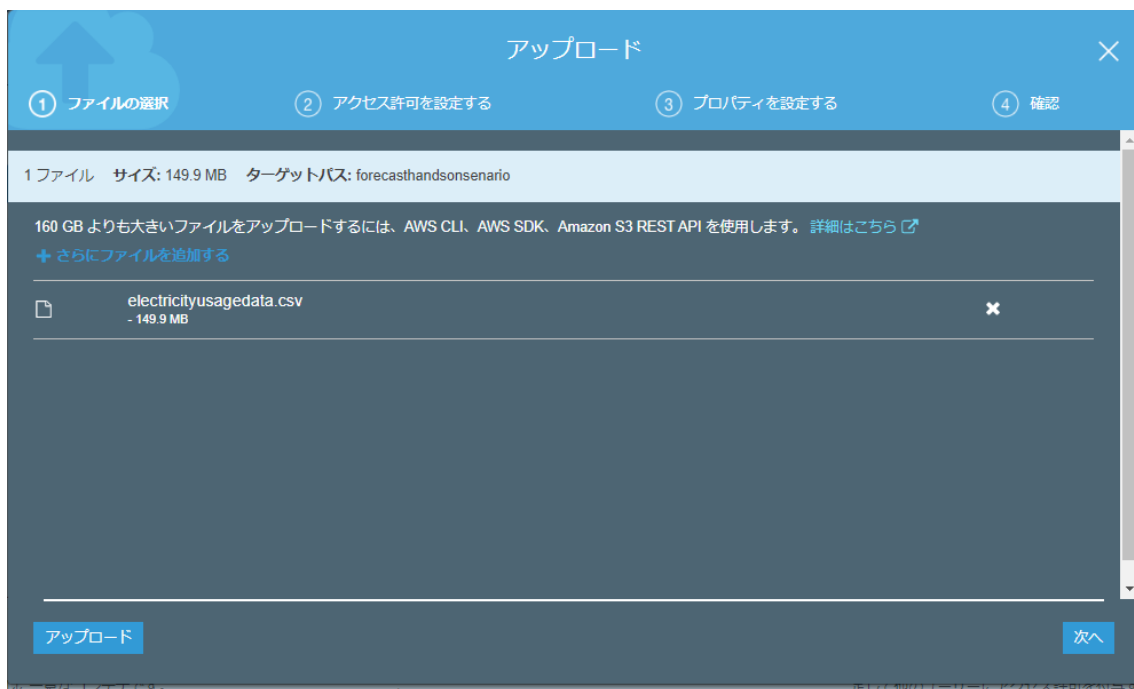 アップロード
1 ファイルの選択
2 アクセス許可を設定する
3 プロパティを設定する
4 確認
1 ファイル サイズ: 149.9 MB ターゲットパス: forecasthandsonsenario
160 GB よりも大きいファイルをアップロードするには、AWS CLI、AWS SDK、Amazon S3 REST API を使用します。 詳細はこちら
+ さらにファイルを追加する
electricityusagedata.csv
- 149.9 MB
アップロード
次へ